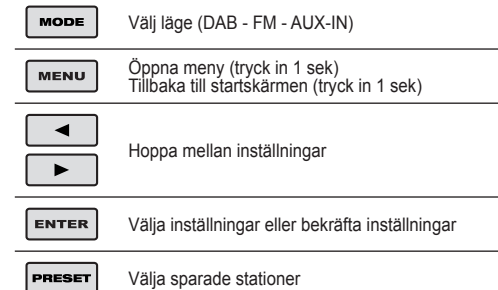 MODE Välj läge (DAB - FM - AUX-IN)
MENU Öppna meny (tryck in 1 sek)
Tillbaka till startskärmen (tryck in 1 sek)
◄
► Hoppa mellan inställningar
ENTER Välja inställningar eller bekräfta inställningar
PRESET Välja sparade stationer